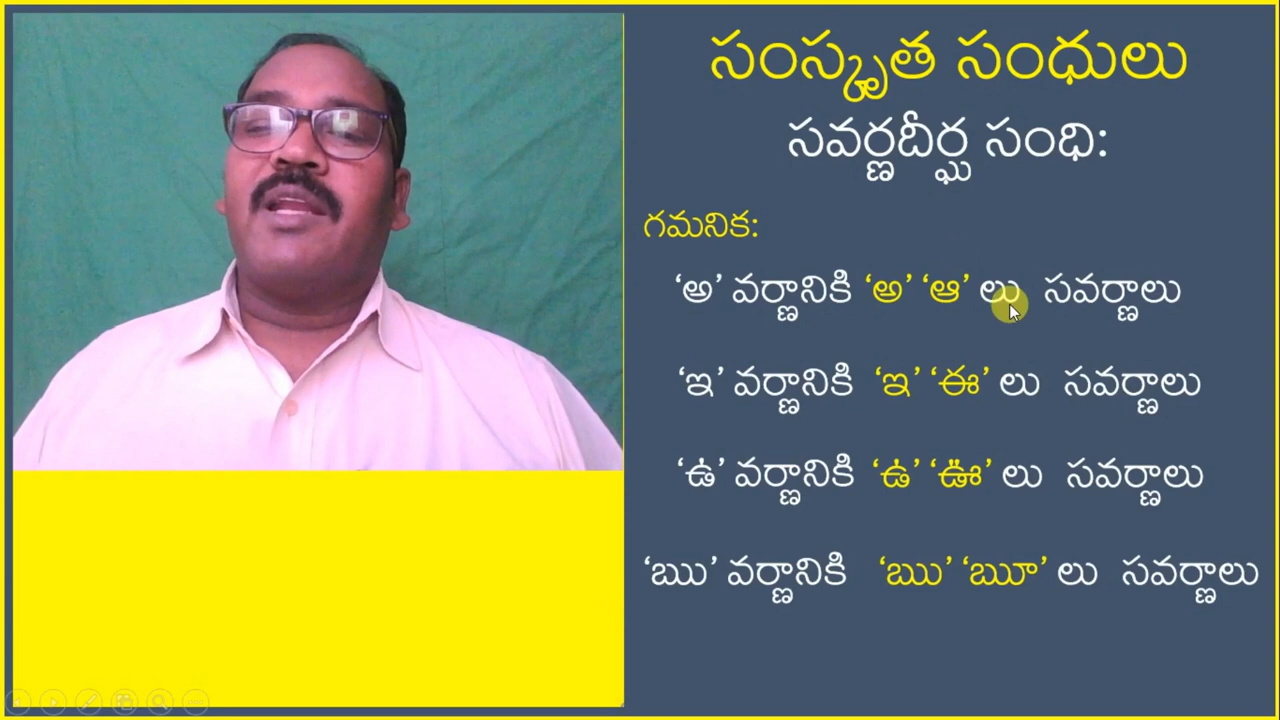 సంస్కృత సంధులు
సవర్ణదీర్ఘ సంధి:
గమనిక:
‘అ’ వర్ణానికి ‘అ’ ‘ఆ’ లు సవర్ణాలు
‘ఇ’ వర్ణానికి ‘ఇ’ ‘ఈ’ లు సవర్ణాలు
‘ఉ’ వర్ణానికి ‘ఉ’ ‘ఊ’ లు సవర్ణాలు
‘ఋ’ వర్ణానికి ‘ఋ’ ‘ౠ’ లు సవర్ణాలు